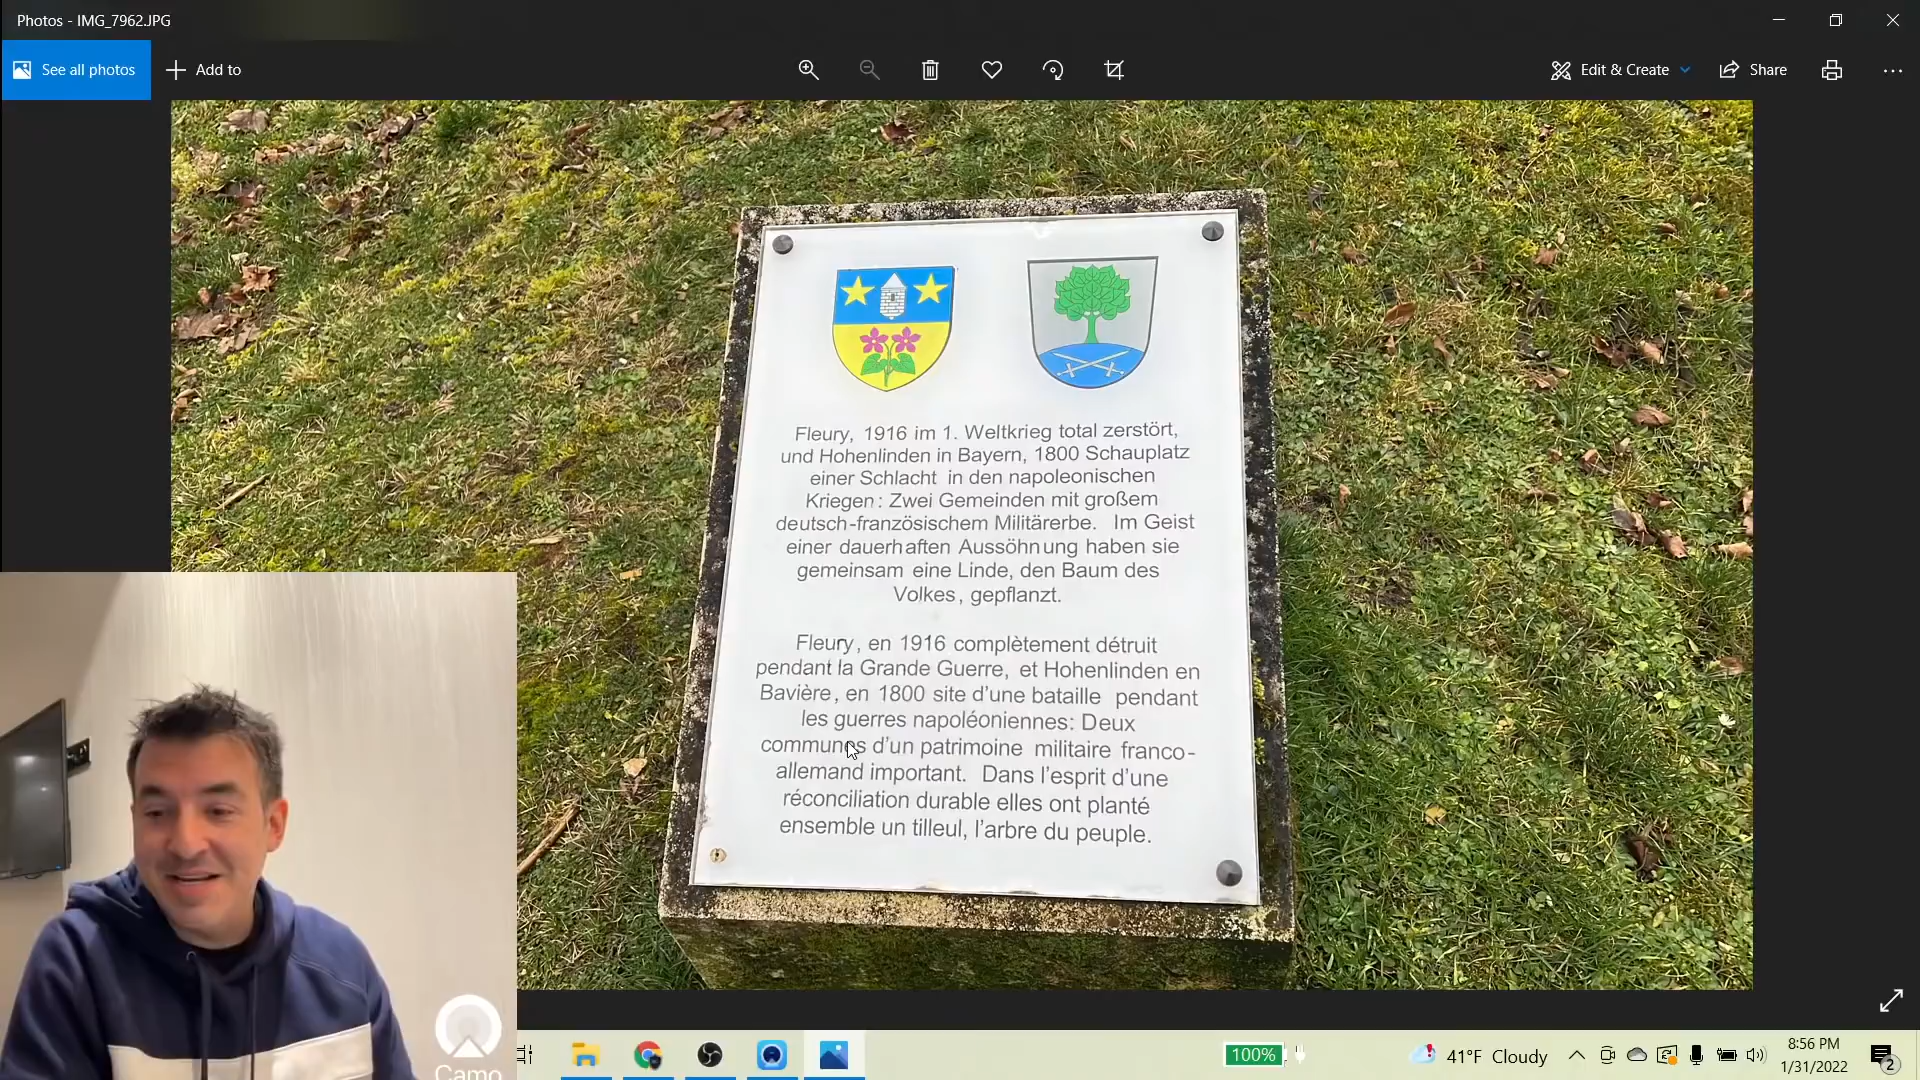 Photos - IMG_7962.JPG
See all photos
Add to
Edit & Create
Share
Fleury, 1916 im 1. Weltkrieg total zerstört,
und Hohenlinden in Bayern, 1800 Schauplatz
einer Schlacht in den napoleonischen
Kriegen: Zwei Gemeinden mit großem
deutsch-französischem Militärerbe. Im Geist
einer dauerhaften Aussöhnung haben sie
gemeinsam eine Linde, den Baum des
Volkes, gepflanzt.
Fleury, en 1916 complètement détruit
pendant la Grande Guerre, et Hohenlinden en
Bavière, en 1800 site d'une bataille pendant
les guerres napoléoniennes: Deux
communes d'un patrimoine militaire franco-
allemand important. Dans l'esprit d'une
réconciliation durable elles ont planté
ensemble un tilleul, l'arbre du peuple.
Camo
100%
41°F Cloudy
8:56 PM
1/31/2022
2